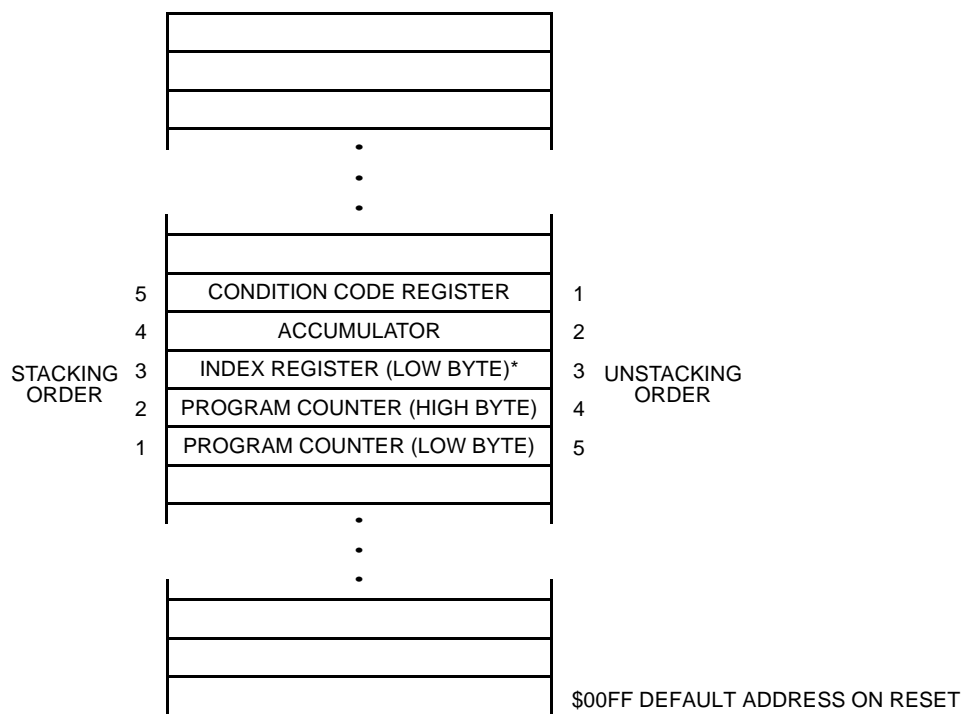 5 CONDITION CODE REGISTER 1
4 ACCUMULATOR 2
STACKING ORDER
3 INDEX REGISTER (LOW BYTE)* 3
UNSTACKING ORDER
2 PROGRAM COUNTER (HIGH BYTE) 4
1 PROGRAM COUNTER (LOW BYTE) 5
$00FF DEFAULT ADDRESS ON RESET